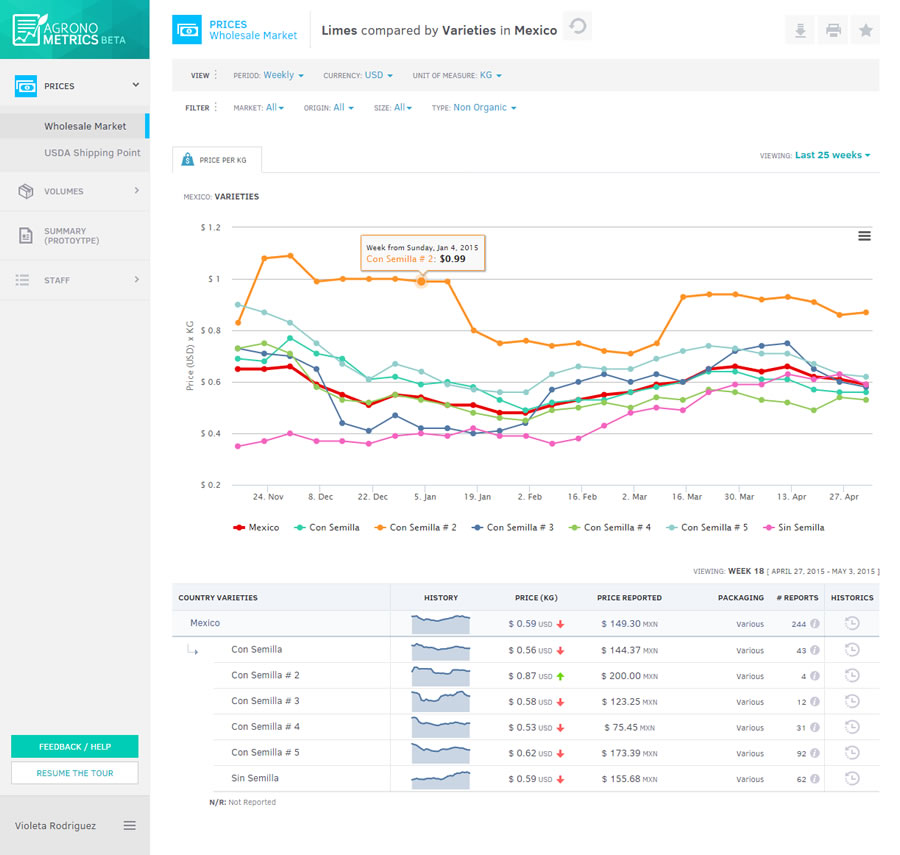 AGRONO
METRICS BETA
PRICES
Wholesale Market
USDA Shipping Point
VOLUMES
SUMMARY
(PROTOYTPE)
STAFF
FEEDBACK / HELP
RESUME THE TOUR
Violeta Rodriguez
PRICES
Wholesale Market
Limes compared by Varieties in Mexico
VIEW PERIOD: Weekly CURRENCY: USD UNIT OF MEASURE: KG
FILTER MARKET: All ORIGIN: All SIZE: All TYPE: Non Organic
$ PRICE PER KG
VIEWING: Last 25 weeks
MEXICO: VARIETIES
Price (USD) x KG
$ 1.2
$ 1
$ 0.8
$ 0.6
$ 0.4
$ 0.2
Week from Sunday, Jan 4, 2015
Con Semilla # 2: $0.99
24. Nov 8. Dec 22. Dec 5. Jan 19. Jan 2. Feb 16. Feb 2. Mar 16. Mar 30. Mar 13. Apr 27. Apr
Mexico Con Semilla Con Semilla # 2 Con Semilla # 3 Con Semilla # 4 Con Semilla # 5 Sin Semilla
VIEWING: WEEK 18 [ APRIL 27, 2015 - MAY 3, 2015 ]
COUNTRY VARIETIES HISTORY PRICE (KG) PRICE REPORTED PACKAGING # REPORTS HISTORICS
Mexico $ 0.59 USD $ 149.30 MXN Various 244 i
Con Semilla $ 0.56 USD $ 144.37 MXN Various 43 i
Con Semilla # 2 $ 0.87 USD $ 200.00 MXN Various 4 i
Con Semilla # 3 $ 0.58 USD $ 123.25 MXN Various 12 i
Con Semilla # 4 $ 0.53 USD $ 75.45 MXN Various 31 i
Con Semilla # 5 $ 0.62 USD $ 173.39 MXN Various 92 i
Sin Semilla $ 0.59 USD $ 155.68 MXN Various 62 i
N/R: Not Reported